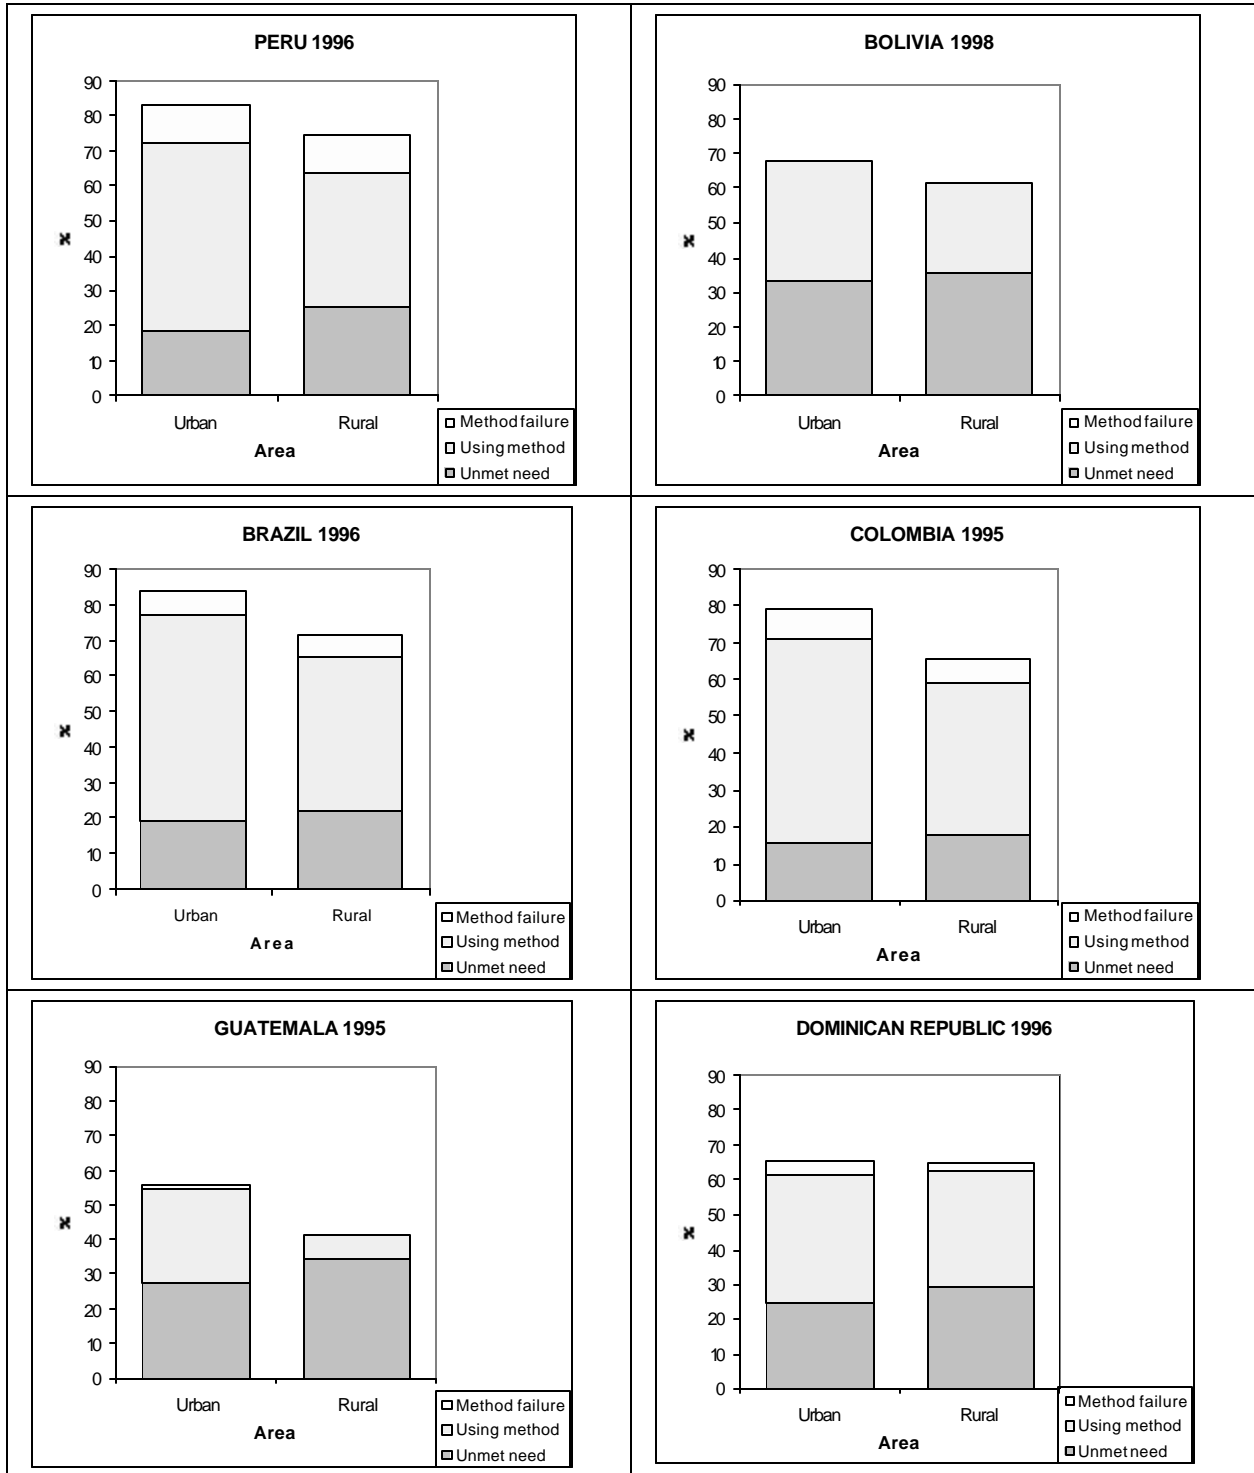 PERU 1996
90
80
70
60
50
40
30
20
10
0
%
Urban Rural
Area
Method failure
Using method
Unmet need
BOLIVIA 1998
90
80
70
60
50
40
30
20
10
0
%
Urban Rural
Area
Method failure
Using method
Unmet need
BRAZIL 1996
90
80
70
60
50
40
30
20
10
0
%
Urban Rural
Area
Method failure
Using method
Unmet need
COLOMBIA 1995
90
80
70
60
50
40
30
20
10
0
%
Urban Rural
Area
Method failure
Using method
Unmet need
GUATEMALA 1995
90
80
70
60
50
40
30
20
10
0
%
Urban Rural
Area
Method failure
Using method
Unmet need
DOMINICAN REPUBLIC 1996
90
80
70
60
50
40
30
20
10
0
%
Urban Rural
Area
Method failure
Using method
Unmet need